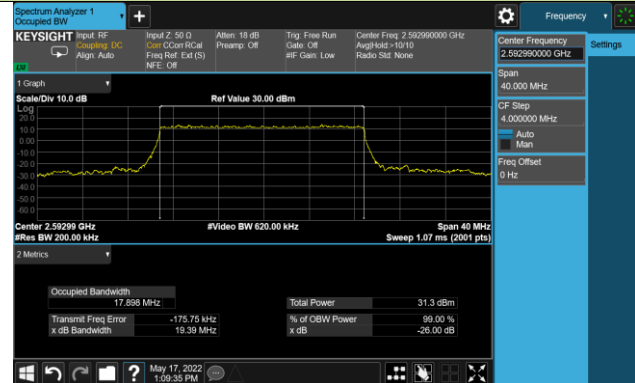 Spectrum Analyzer 1
Occupied BW
Frequency
KEYSIGHT
Input: RF
Coupling: DC
Align: Auto
Input Z: 50 Ω
Corr CCorr RCal
Freq Ref: Ext (S)
NFE: Off
Atten: 18 dB
Preamp: Off
Trig: Free Run
Gate: Off
#IF Gain: Low
Center Freq: 2.592990000 GHz
Avg|Hold:>10/10
Radio Std: None
Center Frequency
2.592990000 GHz
Settings
Span
40.000 MHz
CF Step
4.000000 MHz
Auto
Man
Freq Offset
0 Hz
1 Graph
Scale/Div 10.0 dB
Ref Value 30.00 dBm
Log
20.0
10.0
0.00
-10.0
-20.0
-30.0
-40.0
-50.0
-60.0
Center 2.59299 GHz
#Video BW 620.00 kHz
Span 40 MHz
#Res BW 200.00 kHz
Sweep 1.07 ms (2001 pts)
2 Metrics
Occupied Bandwidth
17.898 MHz
Total Power 31.3 dBm
Transmit Freq Error -175.75 kHz
% of OBW Power 99.00 %
x dB Bandwidth 19.39 MHz
x dB -26.00 dB
May 17, 2022
1:09:35 PM